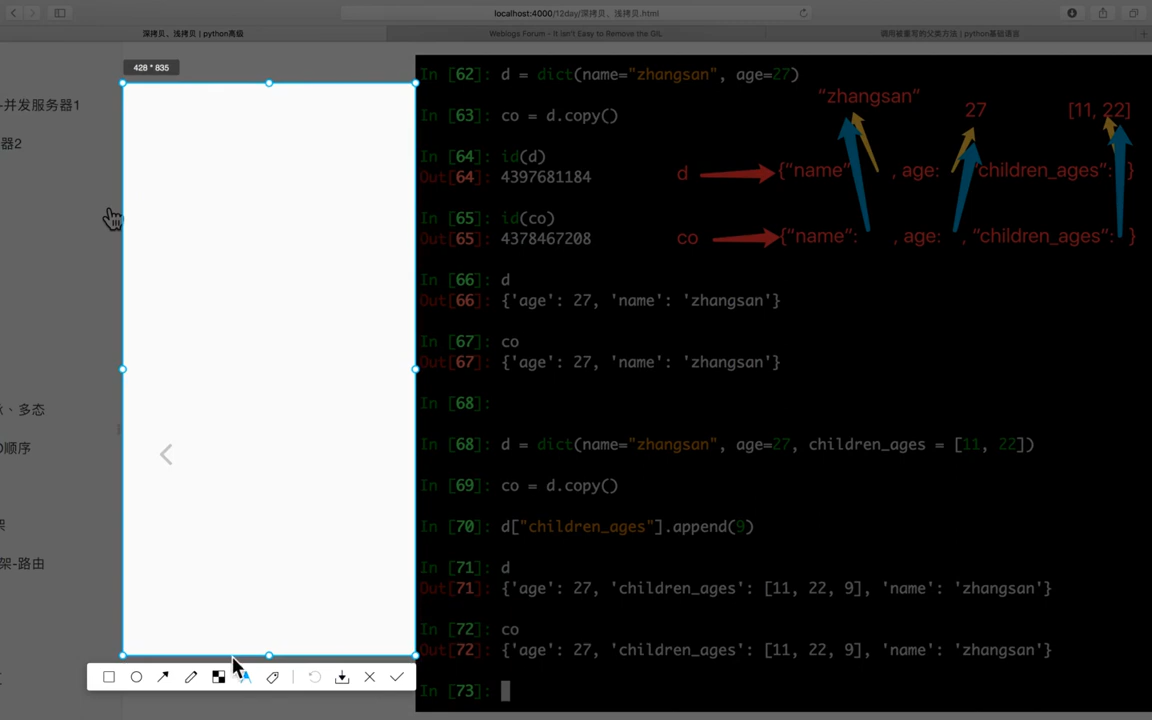 localhost:4000/12day/深拷贝、浅拷贝.html
深拷贝、浅拷贝 | python高级
Weblogs Forum - It isn't Easy to Remove the GIL
调用被重写的父类方法 | python基础语言
428 * 835
-并发服务器1
器2
、多态
O顺序
架
架-路由
In [62]: d = dict(name="zhangsan", age=27)
In [63]: co = d.copy()
In [64]: id(d)
Out[64]: 4397681184
In [65]: id(co)
Out[65]: 4378467208
In [66]: d
Out[66]: {'age': 27, 'name': 'zhangsan'}
In [67]: co
Out[67]: {'age': 27, 'name': 'zhangsan'}
In [68]:
In [68]: d = dict(name="zhangsan", age=27, children_ages = [11, 22])
In [69]: co = d.copy()
In [70]: d["children_ages"].append(9)
In [71]: d
Out[71]: {'age': 27, 'children_ages': [11, 22, 9], 'name': 'zhangsan'}
In [72]: co
Out[72]: {'age': 27, 'children_ages': [11, 22, 9], 'name': 'zhangsan'}
In [73]:
“zhangsan” 27 [11, 22]
d {“name” , age: “children_ages”: }
co {“name”: , age: , “children_ages”: }